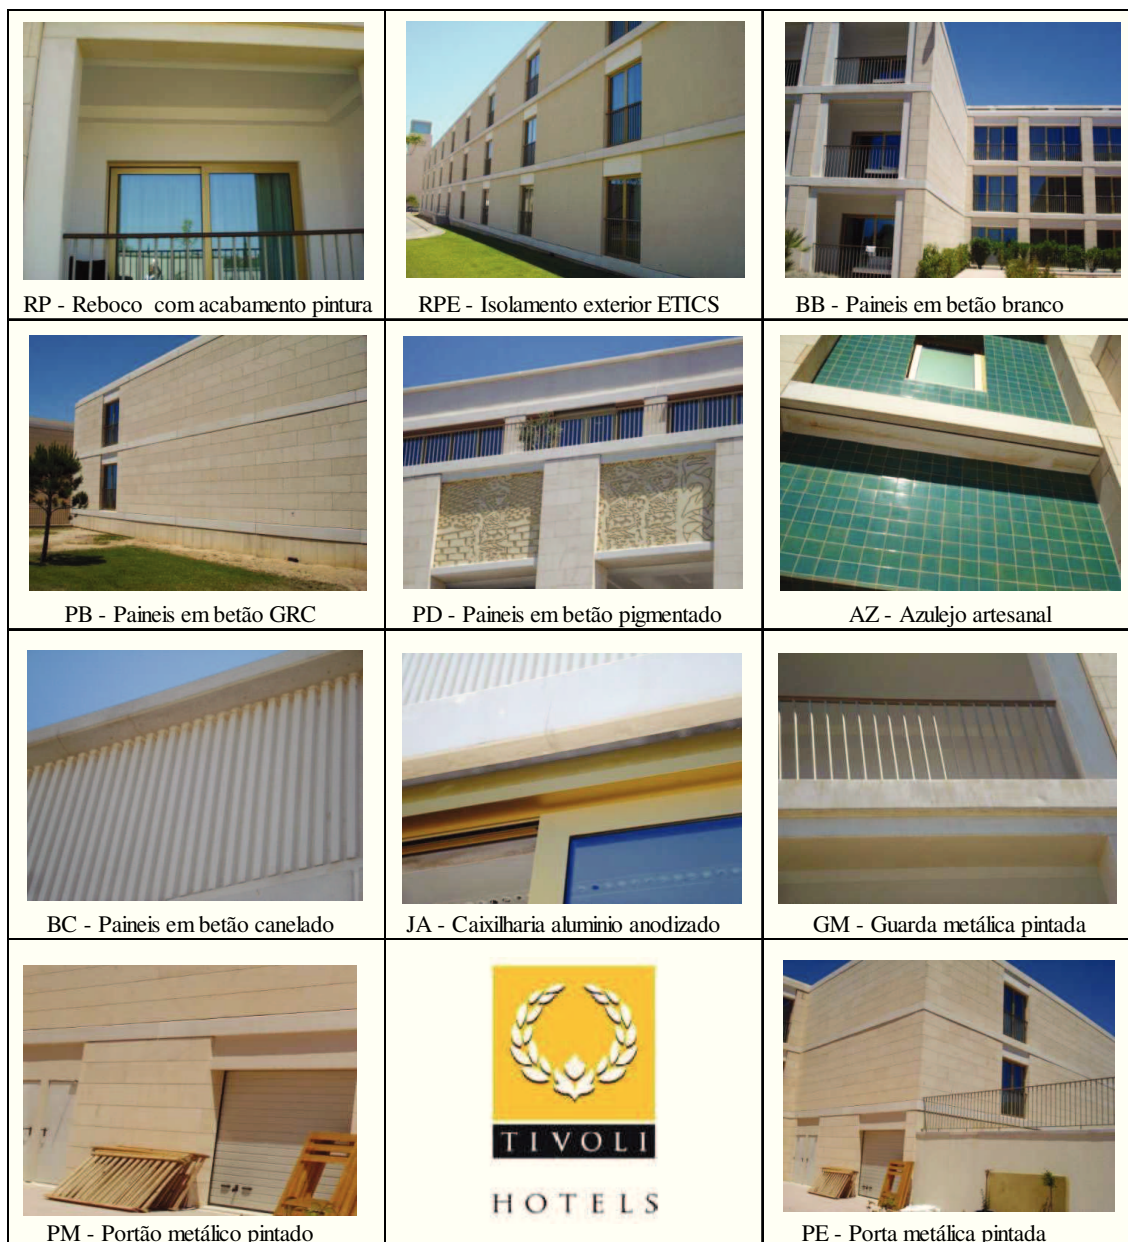 RP - Reboco com acabamento pintura
RPE - Isolamento exterior ETICS
BB - Paineis em betão branco
PB - Paineis em betão GRC
PD - Paineis em betão pigmentado
AZ - Azulejo artesanal
BC - Paineis em betão canelado
JA - Caixilharia aluminio anodizado
GM - Guarda metálica pintada
TIVOLI
HOTELS
PM - Portão metálico pintado
PE - Porta metálica pintada